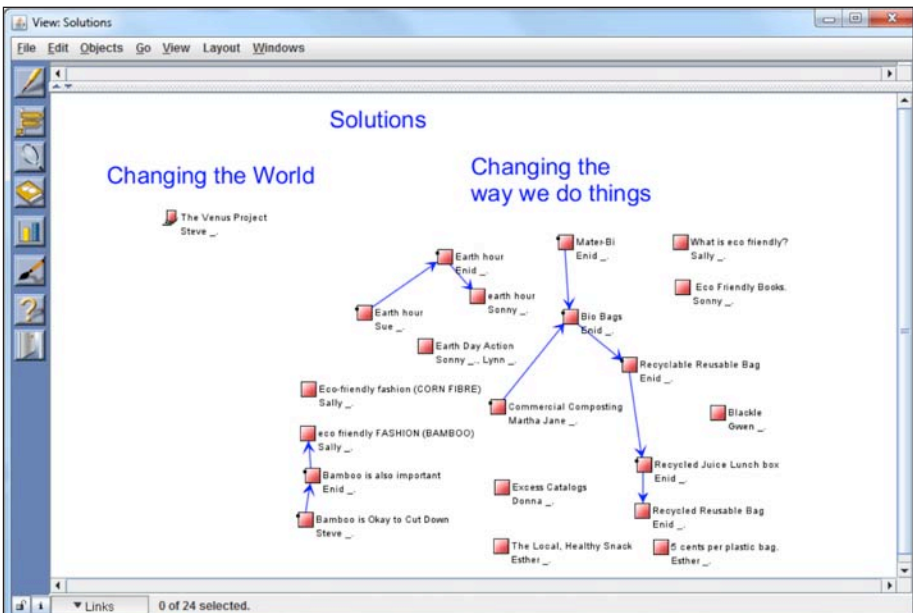 View: Solutions
File Edit Objects Go View Layout Windows
Solutions
Changing the World
Changing the
way we do things
The Venus Project
Steve _.
Mater-Bi
Enid _.
What is eco friendly?
Sally _.
Earth hour
Enid _.
Eco Friendly Books.
Sonny _.
earth hour
Sonny _.
Earth hour
Sue _.
Bio Bags
Enid _.
Earth Day Action
Sonny _., Lynn _.
Recyclable Reusable Bag
Enid _.
Eco-friendly fashion (CORN FIBRE)
Sally _.
Commercial Composting
Martha Jane _.
Blackle
Gwen _.
eco friendly FASHION (BAMBOO)
Sally _.
Recycled Juice Lunch box
Enid _.
Bamboo is also important
Enid _.
Excess Catalogs
Donna _.
Recycled Reusable Bag
Enid _.
Bamboo is Okay to Cut Down
Steve _.
The Local, Healthy Snack
Esther _.
5 cents per plastic bag.
Esther _.
Links
0 of 24 selected.